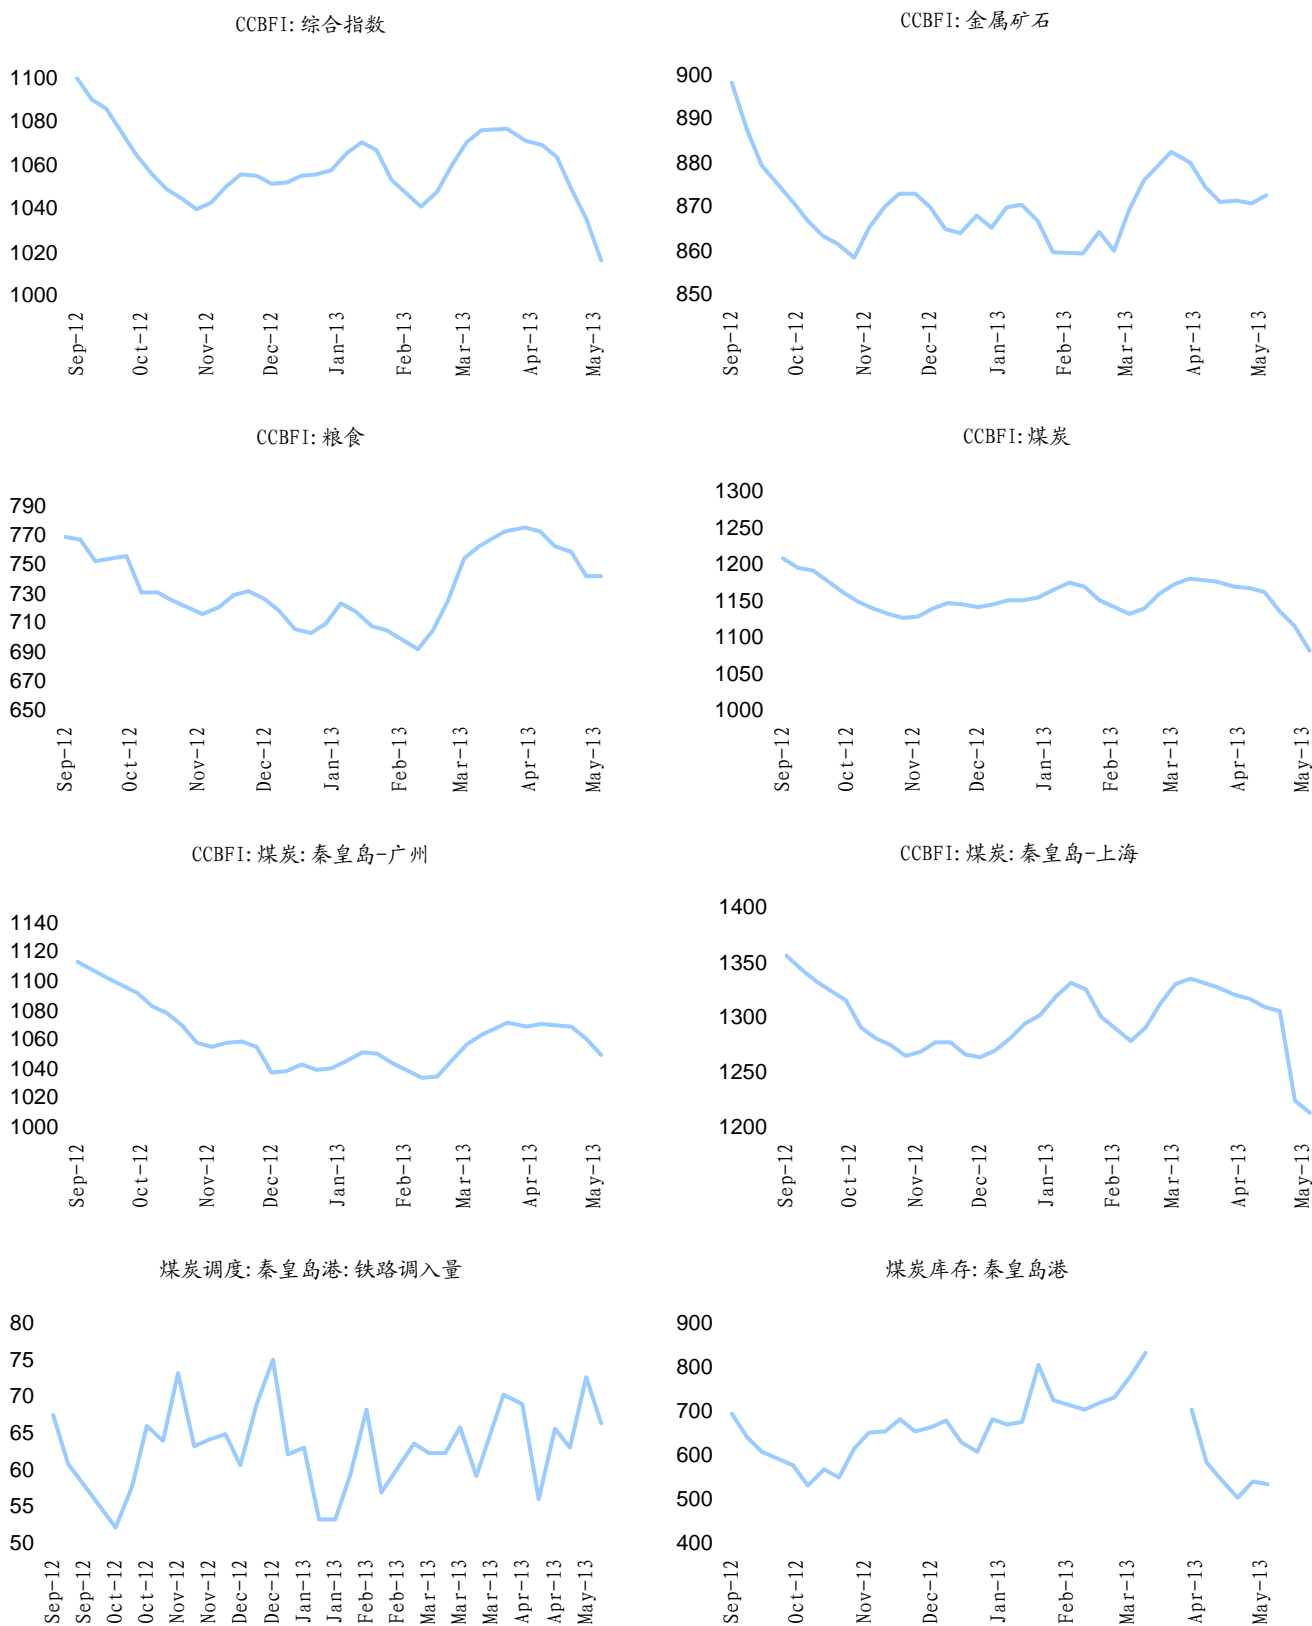 CCBFI:综合指数
1100
1080
1060
1040
1020
1000
Sep-12
Oct-12
Nov-12
Dec-12
Jan-13
Feb-13
Mar-13
Apr-13
May-13
CCBFI:金属矿石
900
890
880
870
860
850
Sep-12
Oct-12
Nov-12
Dec-12
Jan-13
Feb-13
Mar-13
Apr-13
May-13
CCBFI:粮食
790
770
750
730
710
690
670
650
Sep-12
Oct-12
Nov-12
Dec-12
Jan-13
Feb-13
Mar-13
Apr-13
May-13
CCBFI:煤炭
1300
1250
1200
1150
1100
1050
1000
Sep-12
Oct-12
Nov-12
Dec-12
Jan-13
Feb-13
Mar-13
Apr-13
May-13
CCBFI:煤炭:秦皇岛-广州
1140
1120
1100
1080
1060
1040
1020
1000
Sep-12
Oct-12
Nov-12
Dec-12
Jan-13
Feb-13
Mar-13
Apr-13
May-13
CCBFI:煤炭:秦皇岛-上海
1400
1350
1300
1250
1200
Sep-12
Oct-12
Nov-12
Dec-12
Jan-13
Feb-13
Mar-13
Apr-13
May-13
煤炭调度:秦皇岛港:铁路调入量
80
75
70
65
60
55
50
Sep-12
Sep-12
Oct-12
Oct-12
Nov-12
Nov-12
Dec-12
Dec-12
Jan-13
Jan-13
Feb-13
Feb-13
Mar-13
Mar-13
Mar-13
Apr-13
Apr-13
May-13
煤炭库存:秦皇岛港
900
800
700
600
500
400
Sep-12
Oct-12
Nov-12
Dec-12
Jan-13
Feb-13
Mar-13
Apr-13
May-13